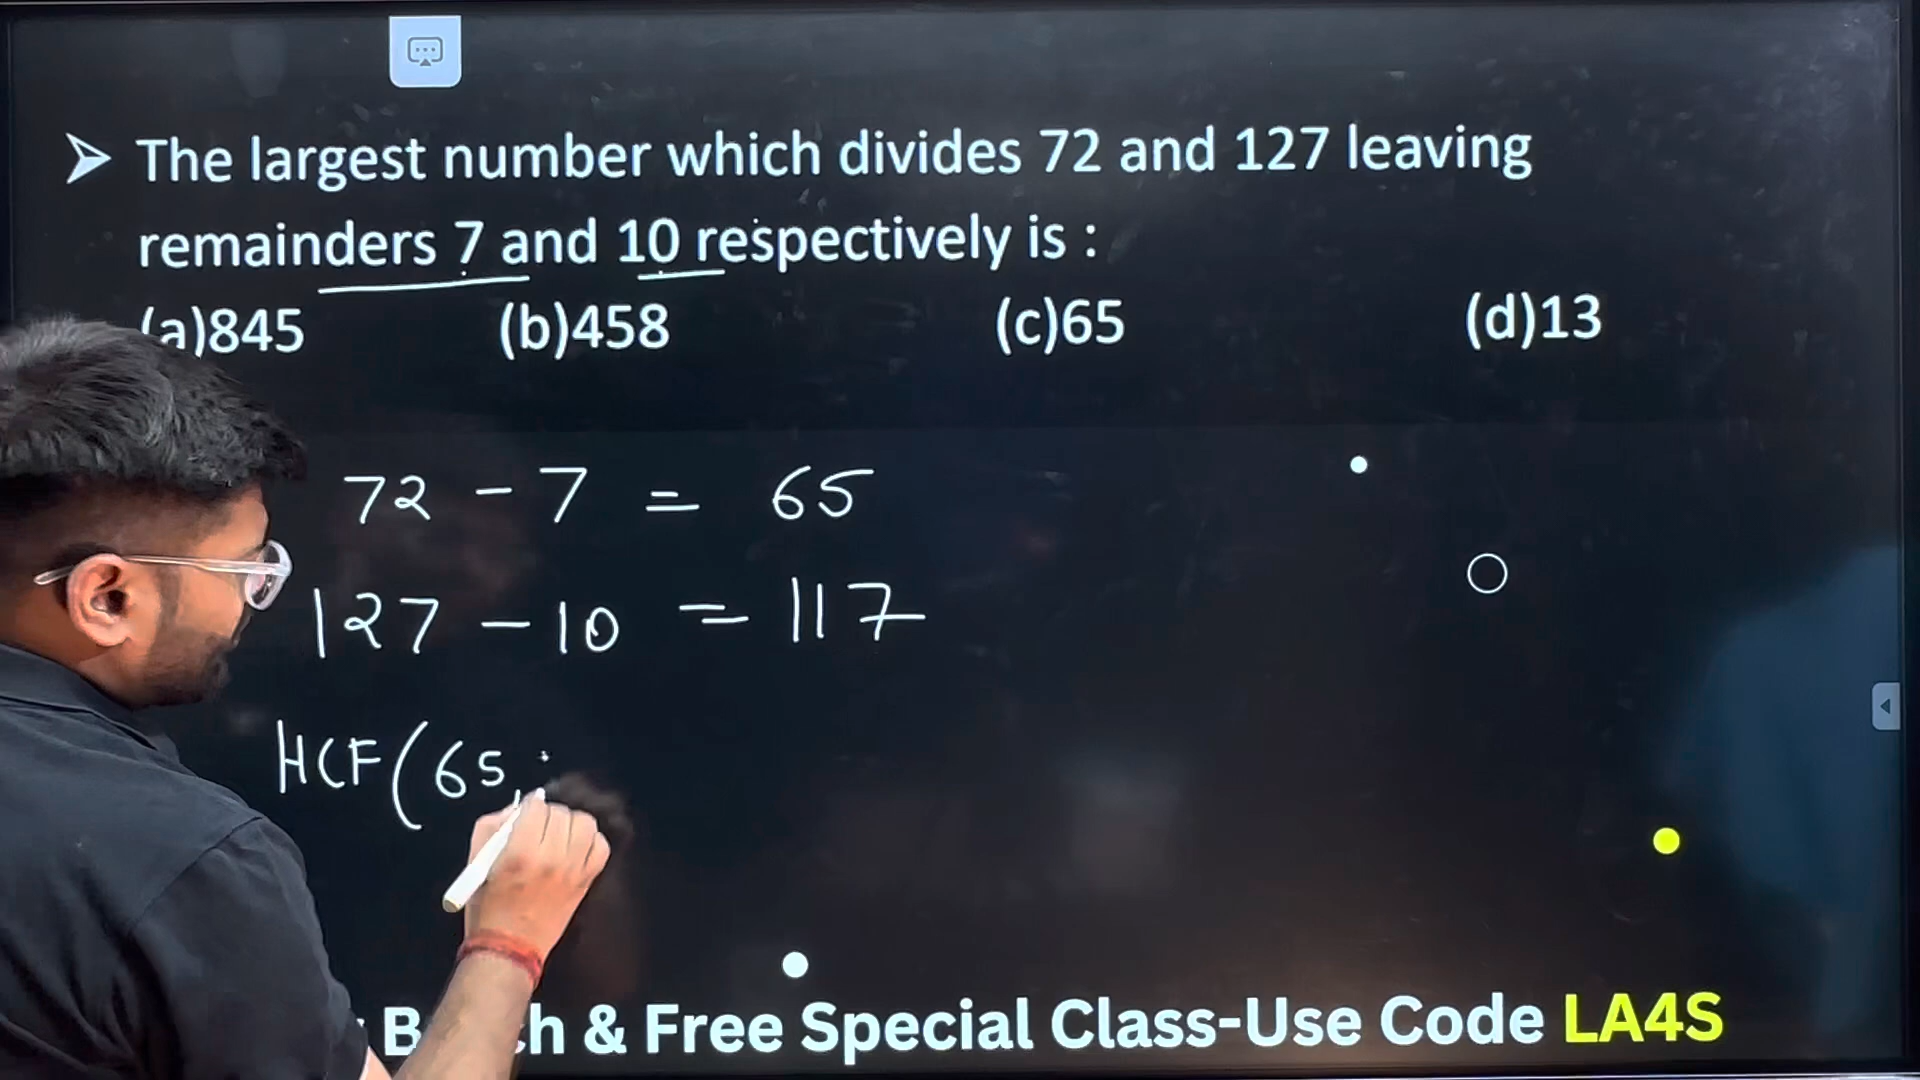 ➤ The largest number which divides 72 and 127 leaving
remainders 7 and 10 respectively is :
(a)845 (b)458 (c)65 (d)13
72 - 7 = 65
127 - 10 = 117
HCF(65,
& Free Special Class-Use Code LA4S